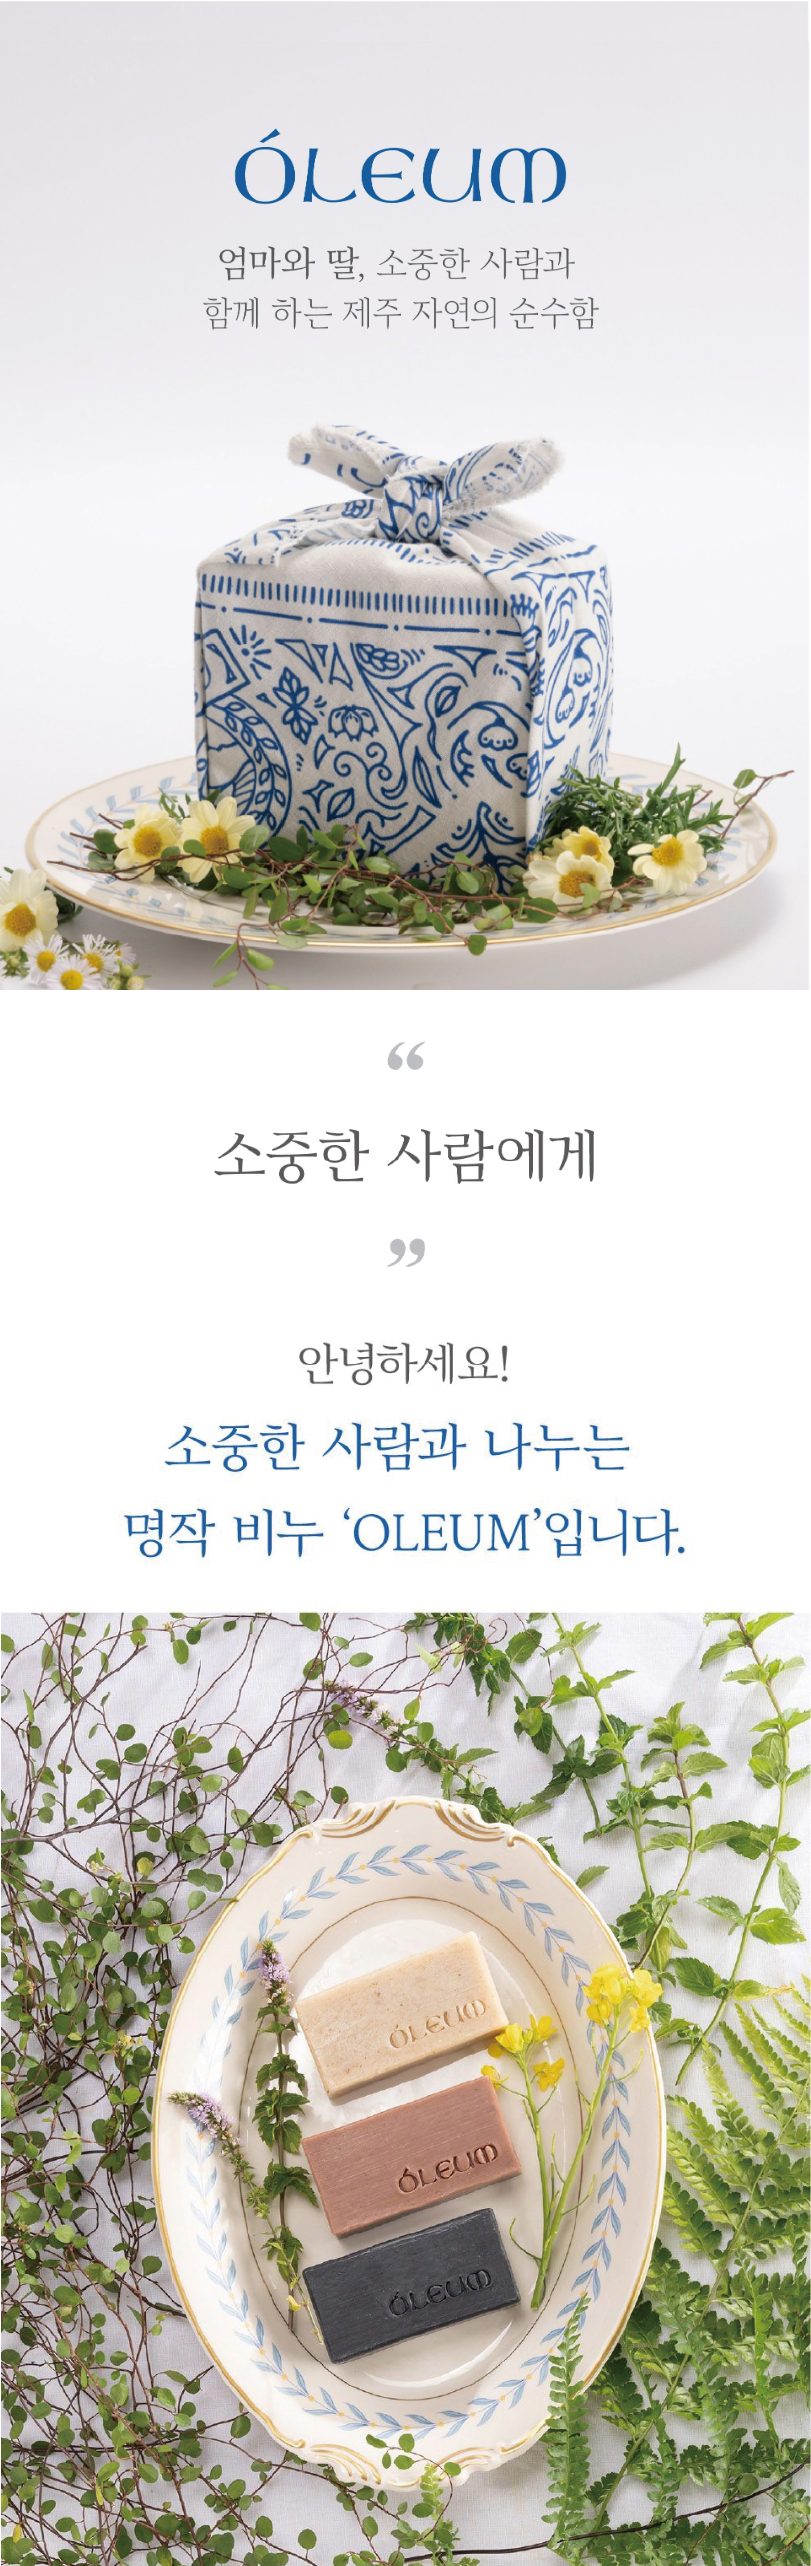 ÓLEUM
엄마와 딸, 소중한 사람과
함께 하는 제주 자연의 순수함
“
소중한 사람에게
”
안녕하세요!
소중한 사람과 나누는
명작 비누 ‘OLEUM’입니다.
ÓLEUM
ÓLEUM
ÓLEUM